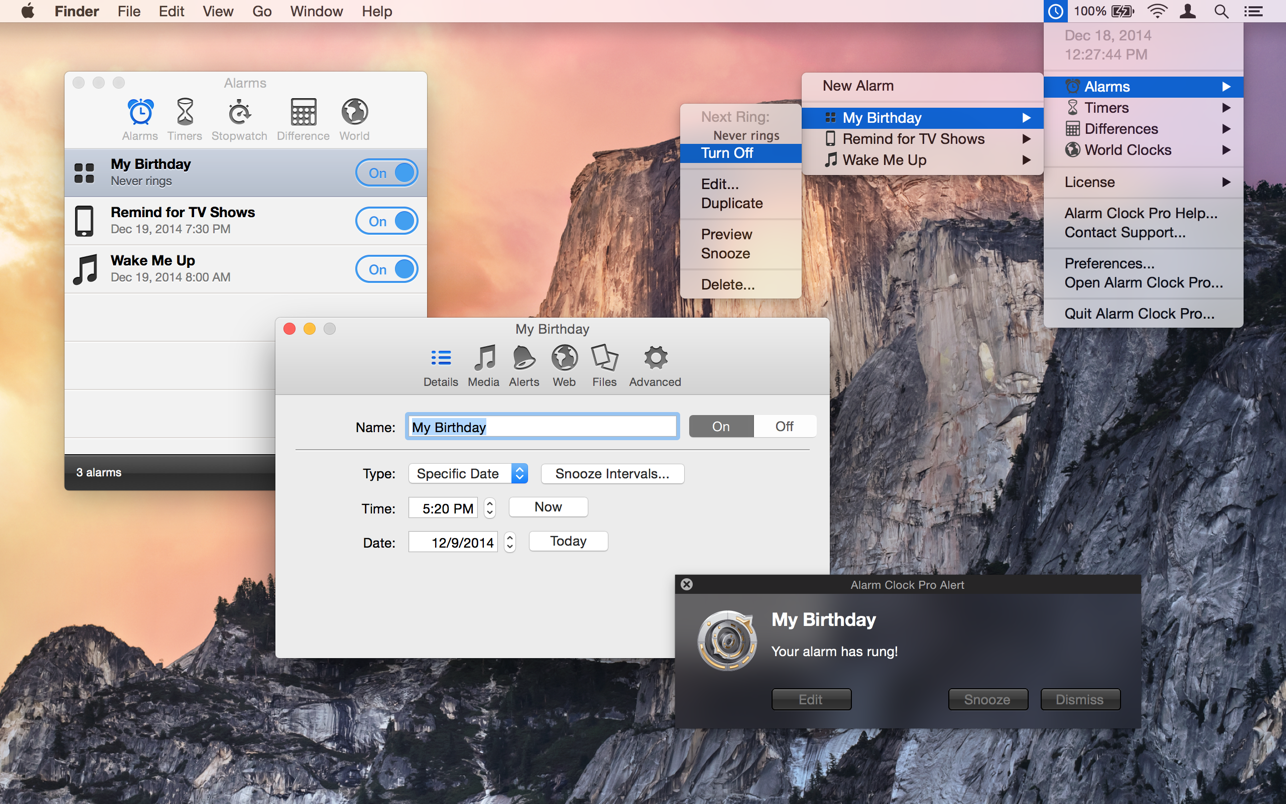 Finder File Edit View Go Window Help
100%
Dec 18, 2014
12:27:44 PM
Alarms
Timers
Differences
World Clocks
License
Alarm Clock Pro Help...
Contact Support...
Preferences...
Open Alarm Clock Pro...
Quit Alarm Clock Pro...
New Alarm
My Birthday
Remind for TV Shows
Wake Me Up
Next Ring:
Never rings
Turn Off
Edit...
Duplicate
Preview
Snooze
Delete...
Alarms
Alarms Timers Stopwatch Difference World
My Birthday
Never rings
On
Remind for TV Shows
Dec 19, 2014 7:30 PM
On
Wake Me Up
Dec 19, 2014 8:00 AM
On
3 alarms
My Birthday
Details Media Alerts Web Files Advanced
Name: My Birthday On Off
Type: Specific Date Snooze Intervals...
Time: 5:20 PM Now
Date: 12/9/2014 Today
Alarm Clock Pro Alert
My Birthday
Your alarm has rung!
Edit Snooze Dismiss